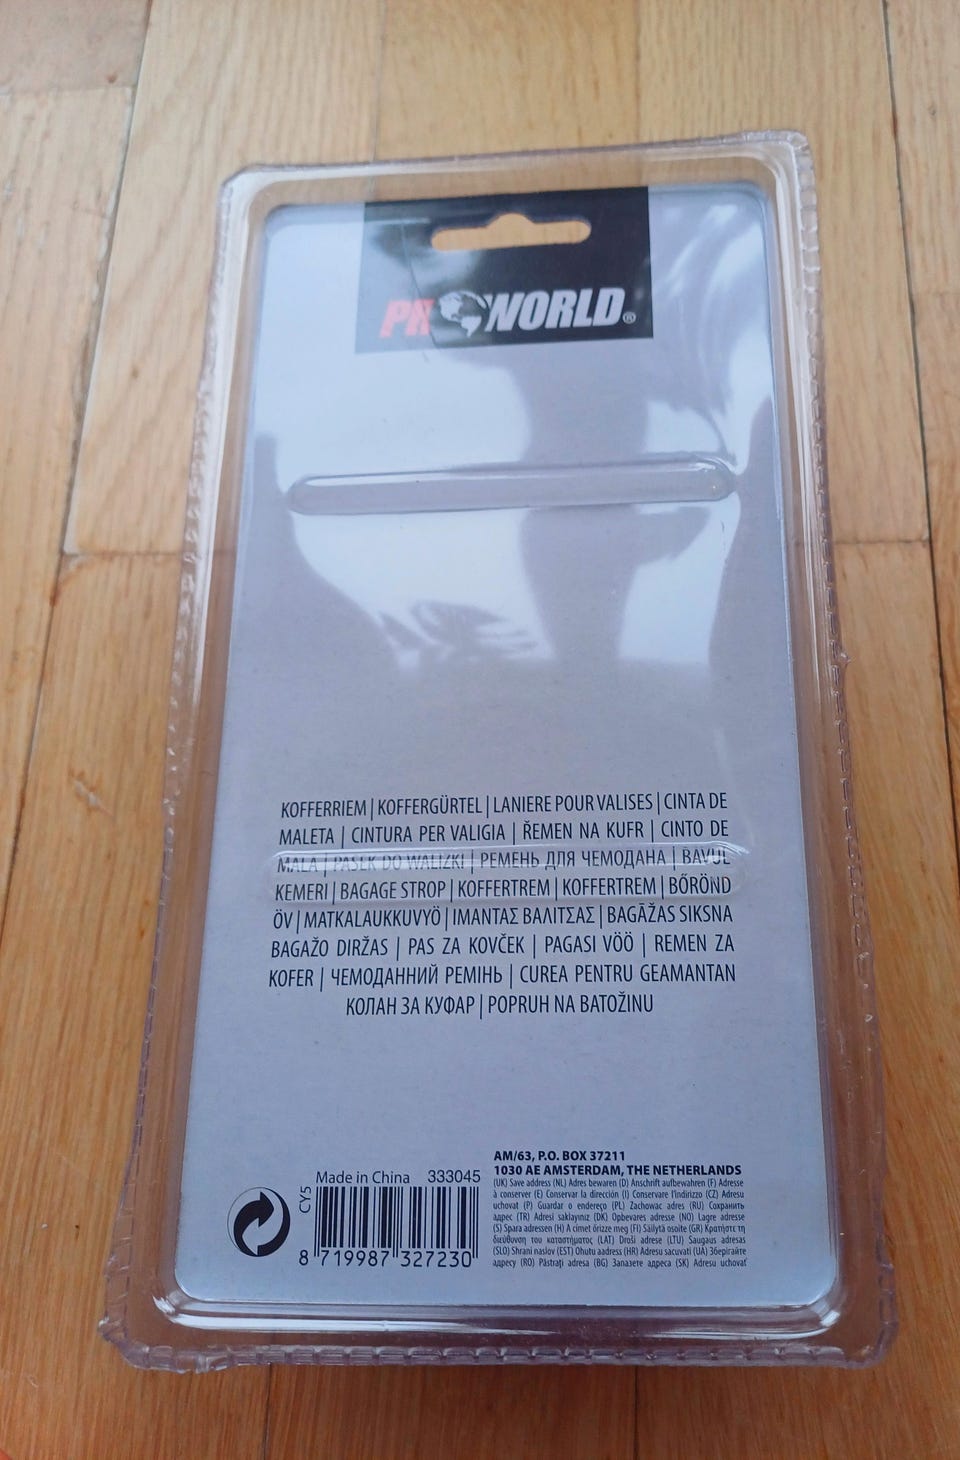 PROWORLD®
KOFFERRIEM | KOFFERGÜRTEL | LANIERE POUR VALISES | CINTA DE
MALETA | CINTURA PER VALIGIA | ŘEMEN NA KUFR | CINTO DE
MALA | PASEK DO WALIZKI | РЕМЕНЬ ДЛЯ ЧЕМОДАНА | BAVUL
KEMERI | BAGAGE STROP | KOFFERTREM | KOFFERTREM | BŐRÖND
ÖV | MATKALAUKKUVYÖ | ΙΜΑΝΤΑΣ ΒΑΛΙΤΣΑΣ | BAGĀŽAS SIKSNA
BAGAŽO DIRŽAS | PAS ZA KOVČEK | PAGASI VÖÖ | REMEN ZA
KOFER | ЧЕМОДАННИЙ РЕМІНЬ | CUREA PENTRU GEAMANTAN
КОЛАН ЗА КУФАР | POPRUH NA BATOŽINU
CY5
Made in China 333045
8 719987 327230
AM/63, P.O. BOX 37211
1030 AE AMSTERDAM, THE NETHERLANDS
(UK) Save address (NL) Adres bewaren (D) Anschrift aufbewahren (F) Adresse
à conserver (E) Conservar la dirección (I) Conservare l'indirizzo (CZ) Adresu
uchovat (P) Guardar o endereço (PL) Zachowac adres (RU) Сохранить
адрес (TR) Adresi saklayınız (DK) Opbevares adresse (NO) Lagre adresse
(S) Spara adressen (H) A címet őrizze meg (FI) Säilytä osoite (GR) Κρατήστε τη
διεύθυνση του καταστήματος (LAT) Droši adrese (LTU) Saugaus adresas
(SLO) Shrani naslov (EST) Ohutu aadress (HR) Adresu sacuvati (UA) Зберігайте
адресу (RO) Păstrați adresa (BG) Запазете адреса (SK) Adresu uchovať